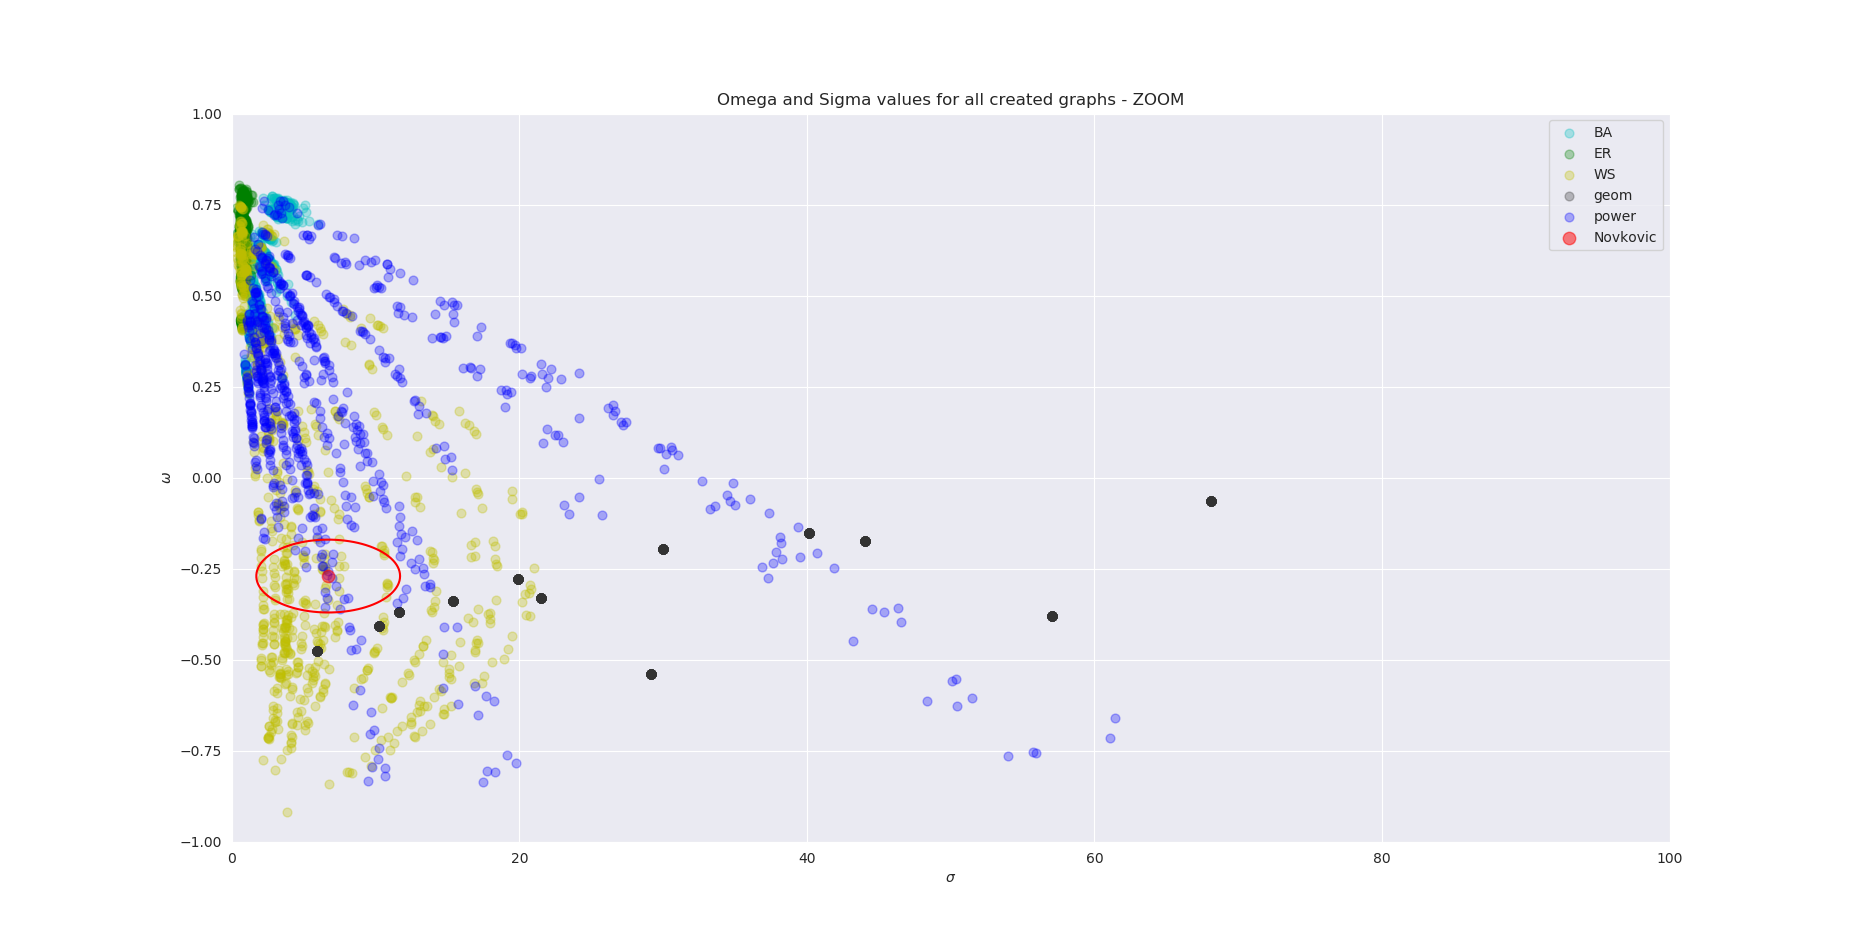 Omega and Sigma values for all created graphs - ZOOM
1.00
0.75
0.50
0.25
0.00
−0.25
−0.50
−0.75
−1.00
ω
0
20
40
60
80
100
σ
BA
ER
WS
geom
power
Novkovic